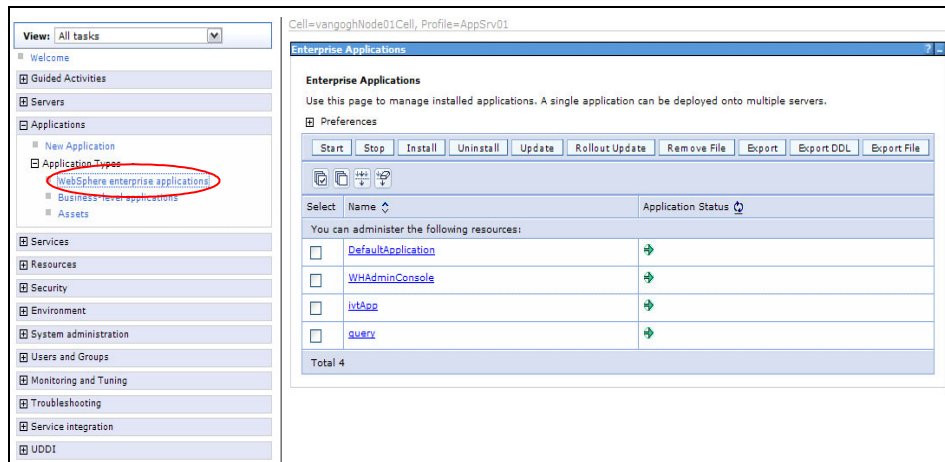 View: All tasks
Welcome
Guided Activities
Servers
Applications
New Application
Application Types
WebSphere enterprise applications
Business-level applications
Assets
Services
Resources
Security
Environment
System administration
Users and Groups
Monitoring and Tuning
Troubleshooting
Service integration
UDDI
Cell=vangoghNode01Cell, Profile=AppSrv01
Enterprise Applications ? -
Enterprise Applications
Use this page to manage installed applications. A single application can be deployed onto multiple servers.
Preferences
Start Stop Install Uninstall Update Rollout Update Remove File Export Export DDL Export File
Select Name Application Status
You can administer the following resources:
DefaultApplication
WHAdminConsole
ivtApp
query
Total 4